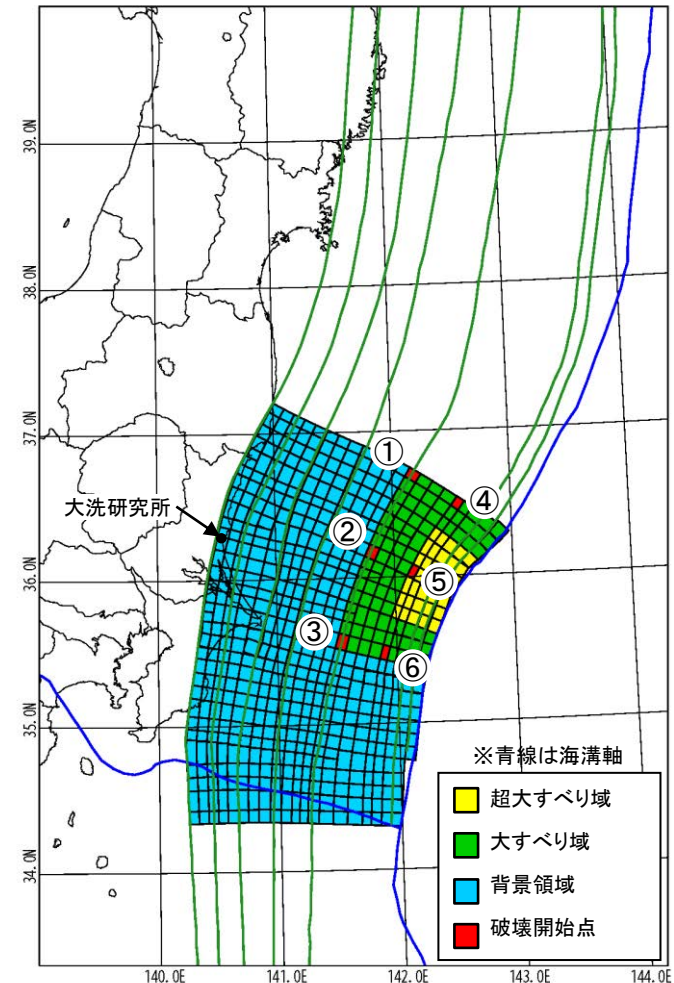 39.0N
38.0N
37.0N
①
④
大洗研究所
②
36.0N
⑤
③
⑥
35.0N
※青線は海溝軸
超大すべり域
大すべり域
34.0N
背景領域
破壊開始点
140.0E 141.0E 142.0E 143.0E 144.0E